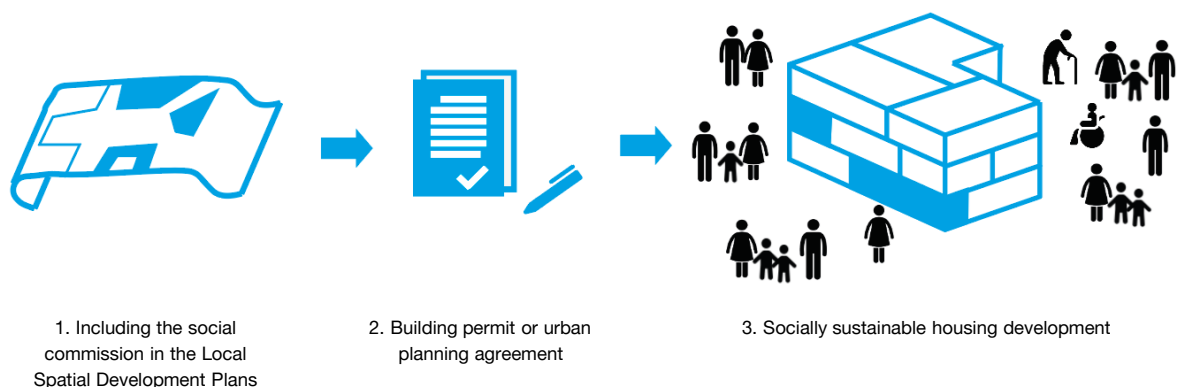 1. Including the social
commission in the Local
Spatial Development Plans
2. Building permit or urban
planning agreement
3. Socially sustainable housing development